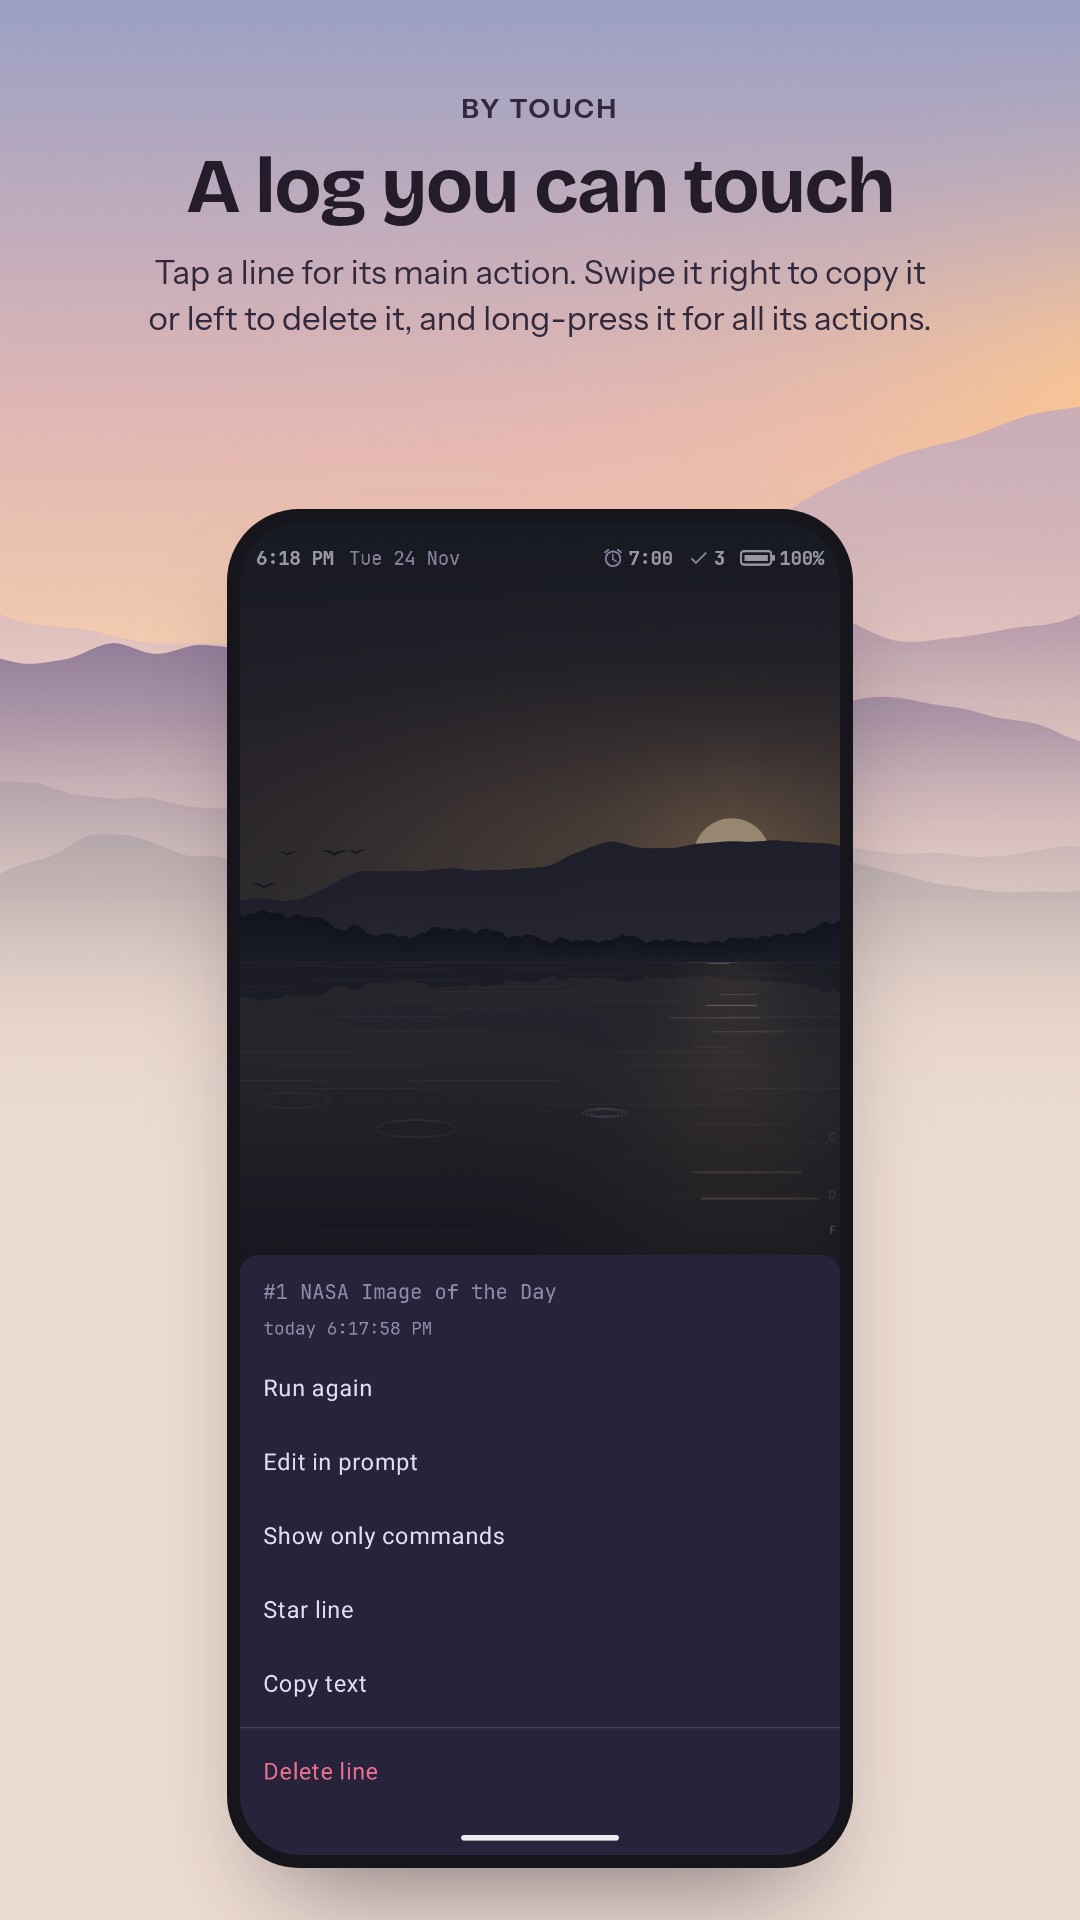 BY TOUCH
A log you can touch
Tap a line for its main action. Swipe it right to copy it
or left to delete it, and long-press it for all its actions.
6:18 PM Tue 24 Nov 7:00 3 100%
C
D
F
#1 NASA Image of the Day
today 6:17:58 PM
Run again
Edit in prompt
Show only commands
Star line
Copy text
Delete line